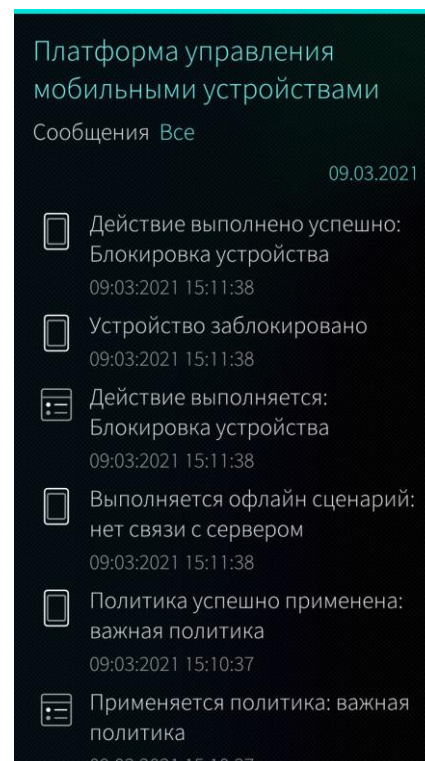 Платформа управления
мобильными устройствами
Сообщения Все
09.03.2021
Действие выполнено успешно:
Блокировка устройства
09:03:2021 15:11:38
Устройство заблокировано
09:03:2021 15:11:38
Действие выполняется:
Блокировка устройства
09:03:2021 15:11:38
Выполняется офлайн сценарий:
нет связи с сервером
09:03:2021 15:11:38
Политика успешно применена:
важная политика
09:03:2021 15:10:37
Применяется политика: важная
политика